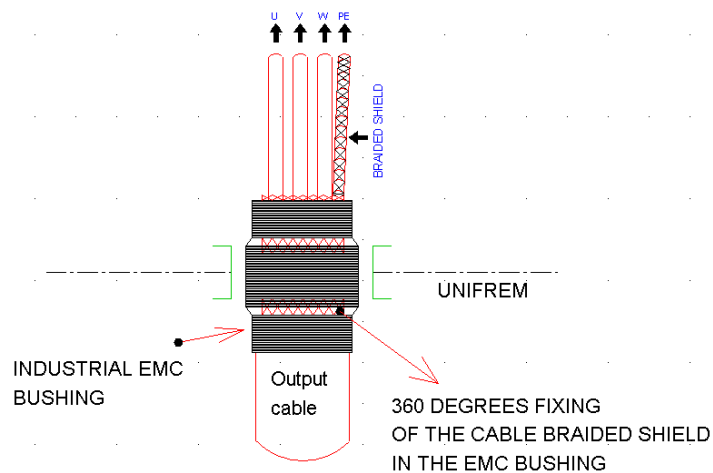 U V W PE
BRAIDED SHIELD
UNIFREM
INDUSTRIAL EMC
BUSHING
Output
cable
360 DEGREES FIXING
OF THE CABLE BRAIDED SHIELD
IN THE EMC BUSHING